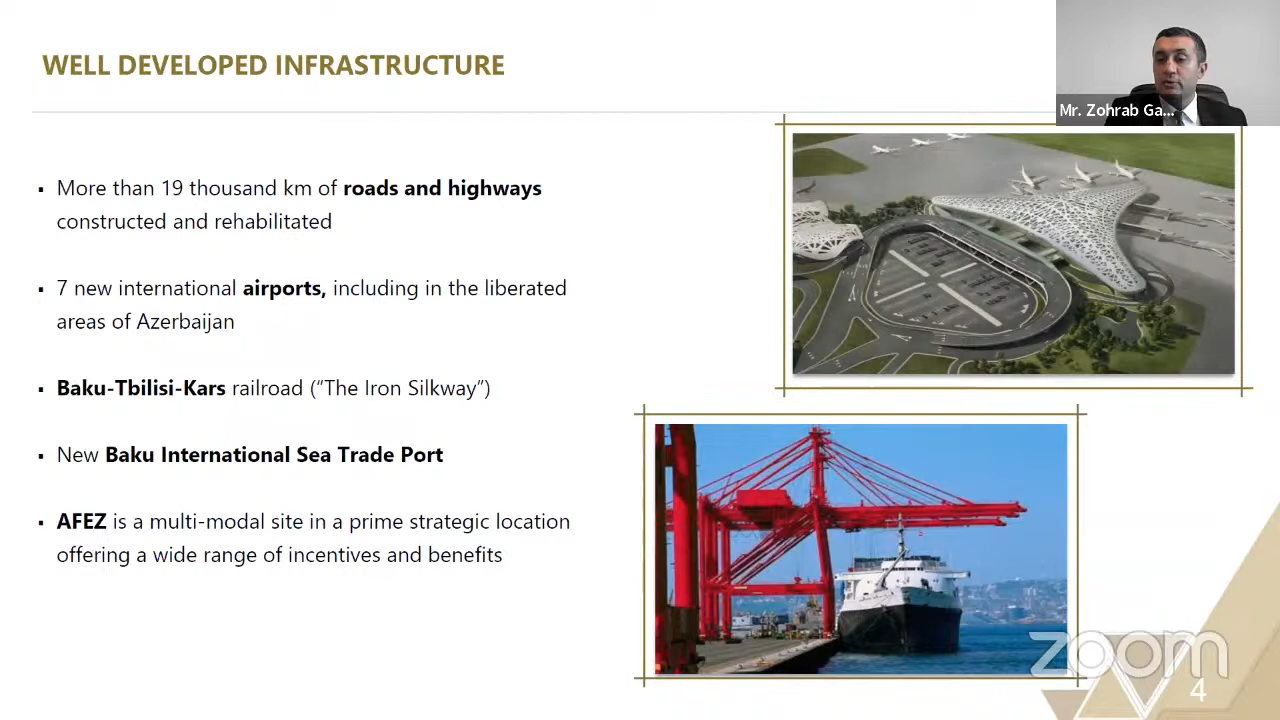 WELL DEVELOPED INFRASTRUCTURE
Mr. Zohrab Ga...
▪ More than 19 thousand km of roads and highways
constructed and rehabilitated
▪ 7 new international airports, including in the liberated
areas of Azerbaijan
▪ Baku-Tbilisi-Kars railroad (“The Iron Silkway”)
▪ New Baku International Sea Trade Port
▪ AFEZ is a multi-modal site in a prime strategic location
offering a wide range of incentives and benefits
zoom
4